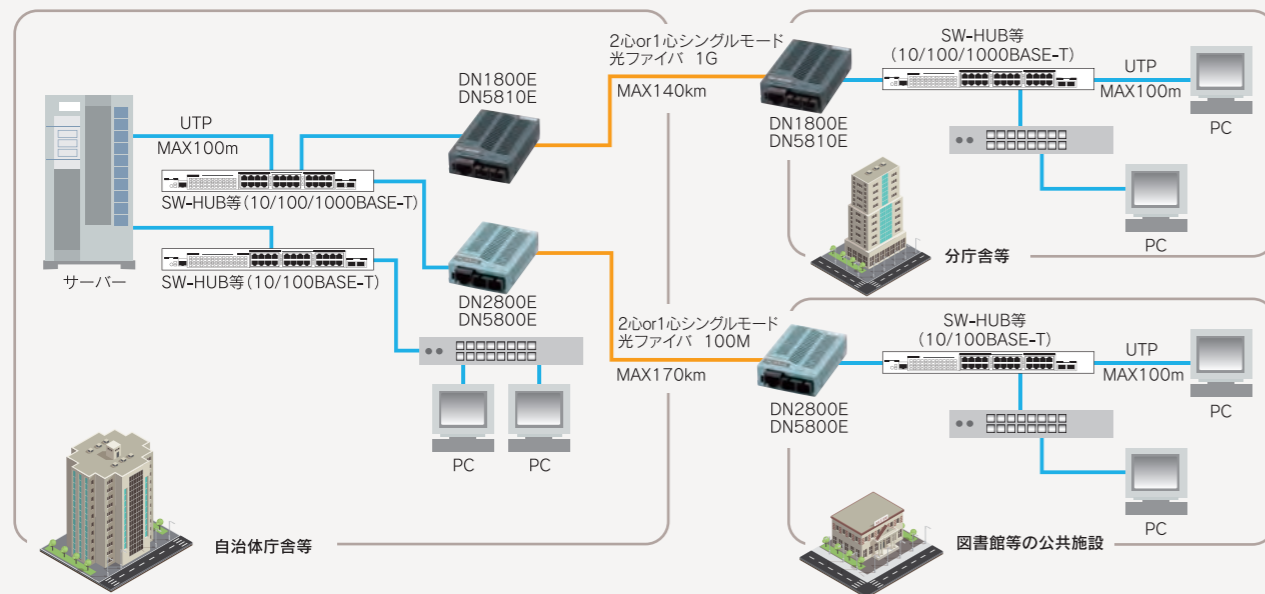 サーバー
UTP
MAX100m
SW-HUB等(10/100/1000BASE-T)
SW-HUB等(10/100BASE-T)
DN1800E
DN5810E
DN2800E
DN5800E
PC
PC
自治体庁舎等
2心or1心シングルモード
光ファイバ 1G
MAX140km
2心or1心シングルモード
光ファイバ 100M
MAX170km
DN1800E
DN5810E
SW-HUB等
(10/100/1000BASE-T)
UTP
MAX100m
PC
PC
分庁舎等
DN2800E
DN5800E
SW-HUB等
(10/100BASE-T)
UTP
MAX100m
PC
PC
図書館等の公共施設